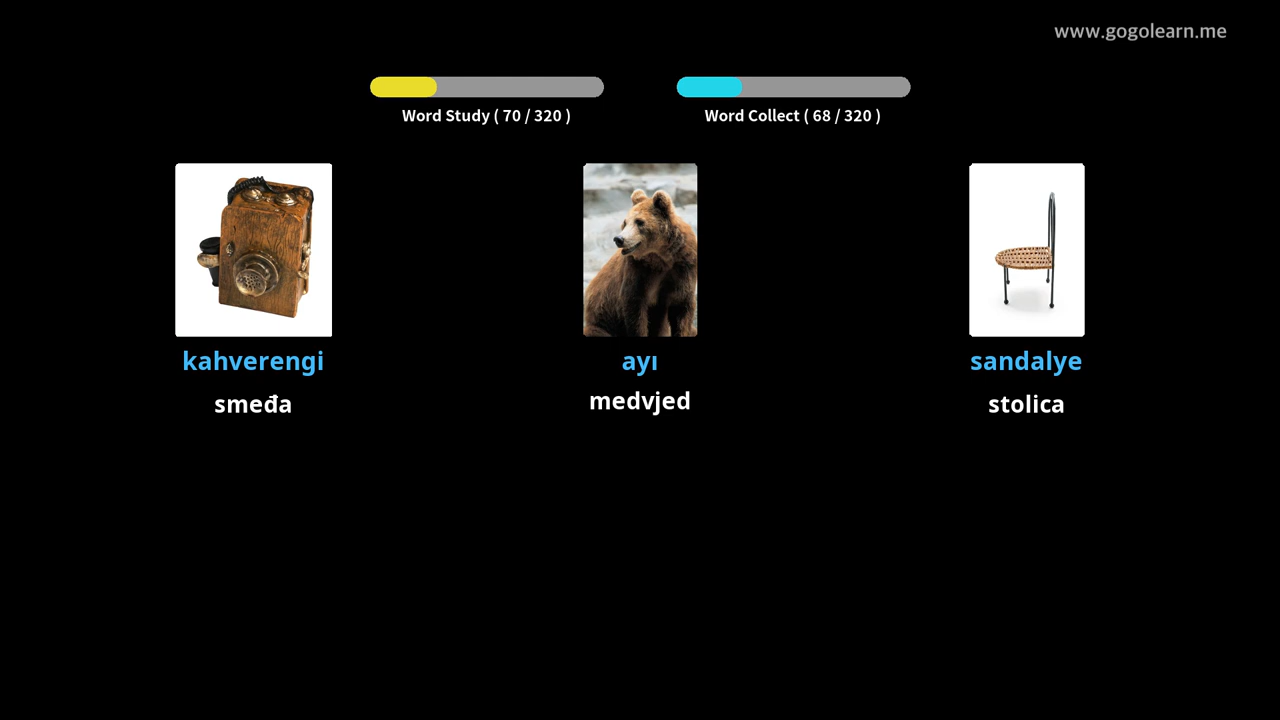 www.gogolearn.me
Word Study ( 70 / 320 )
Word Collect ( 68 / 320 )
kahverengi
ayı
sandalye
smeđa
medvjed
stolica